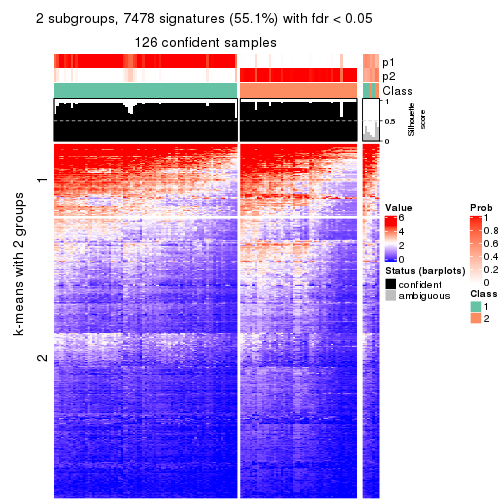 2 subgroups, 7478 signatures (55.1%) with fdr < 0.05
126 confident samples
p1
p2
Class
1
0.5
0
Silhouette
score
k-means with 2 groups
1
2
Value
6
4
2
0
Status (barplots)
confident
ambiguous
Prob
1
0.8
0.6
0.4
0.2
0
Class
1
2